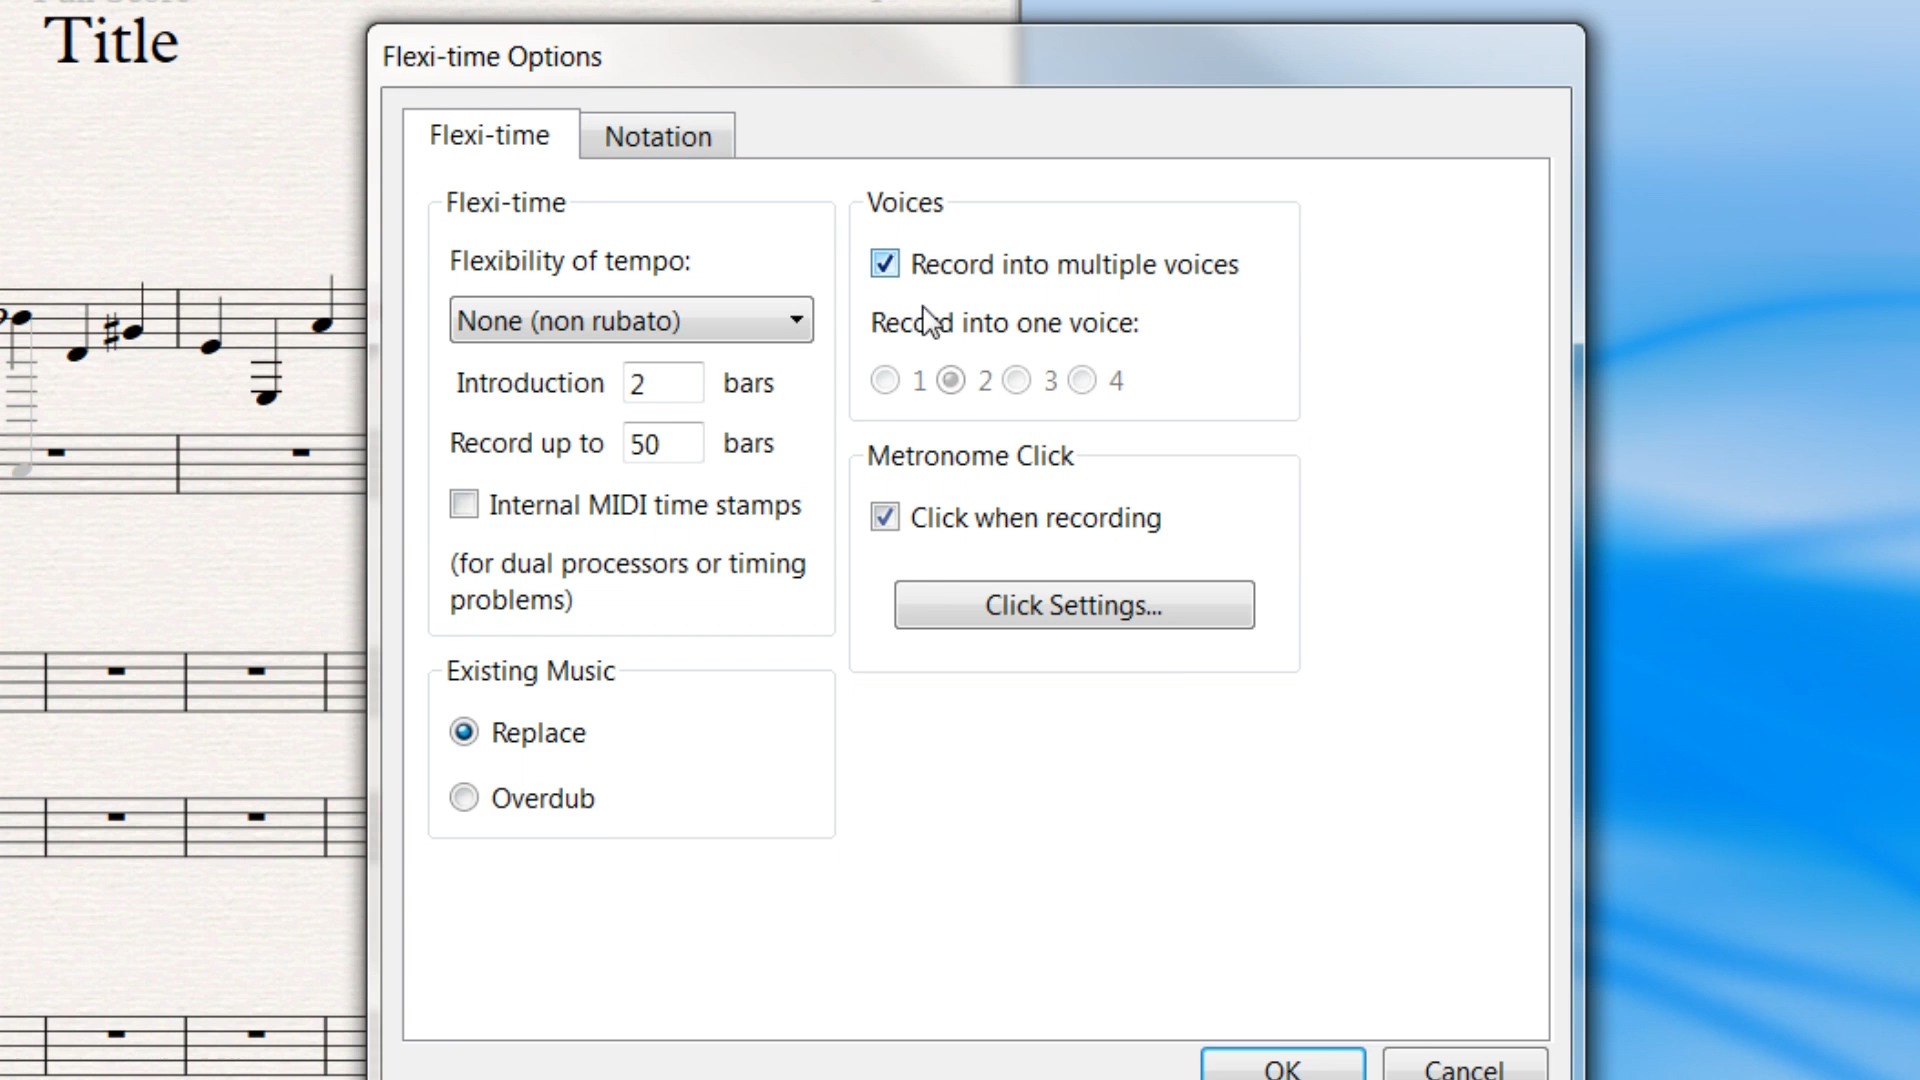 Title
Flexi-time Options
Flexi-time
Notation
Flexi-time
Flexibility of tempo:
None (non rubato)
Introduction 2 bars
Record up to 50 bars
Internal MIDI time stamps
(for dual processors or timing
problems)
Existing Music
Replace
Overdub
Voices
Record into multiple voices
Record into one voice:
1 2 3 4
Metronome Click
Click when recording
Click Settings...
OK
Cancel